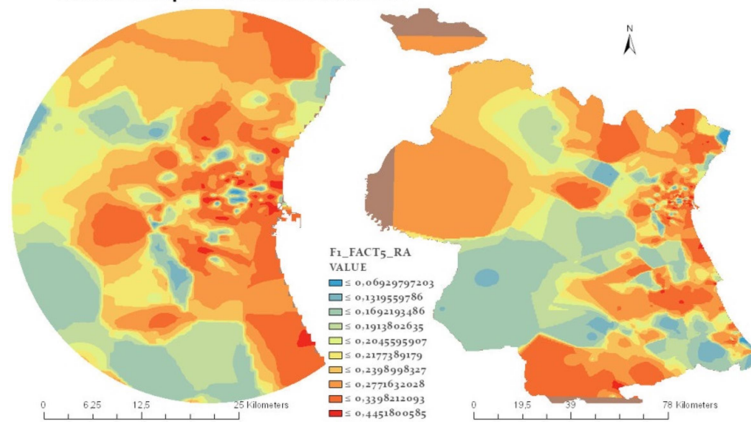 N
F1_FACT5_RA
VALUE
≤ 0,06929797203
≤ 0,1319559786
≤ 0,1692193486
≤ 0,1913802635
≤ 0,2045595907
≤ 0,2177389179
≤ 0,2398998327
≤ 0,2771632028
≤ 0,3398212093
≤ 0,4451800585
0 6,25 12,5 25 Kilometers
0 19,5 39 78 Kilometers